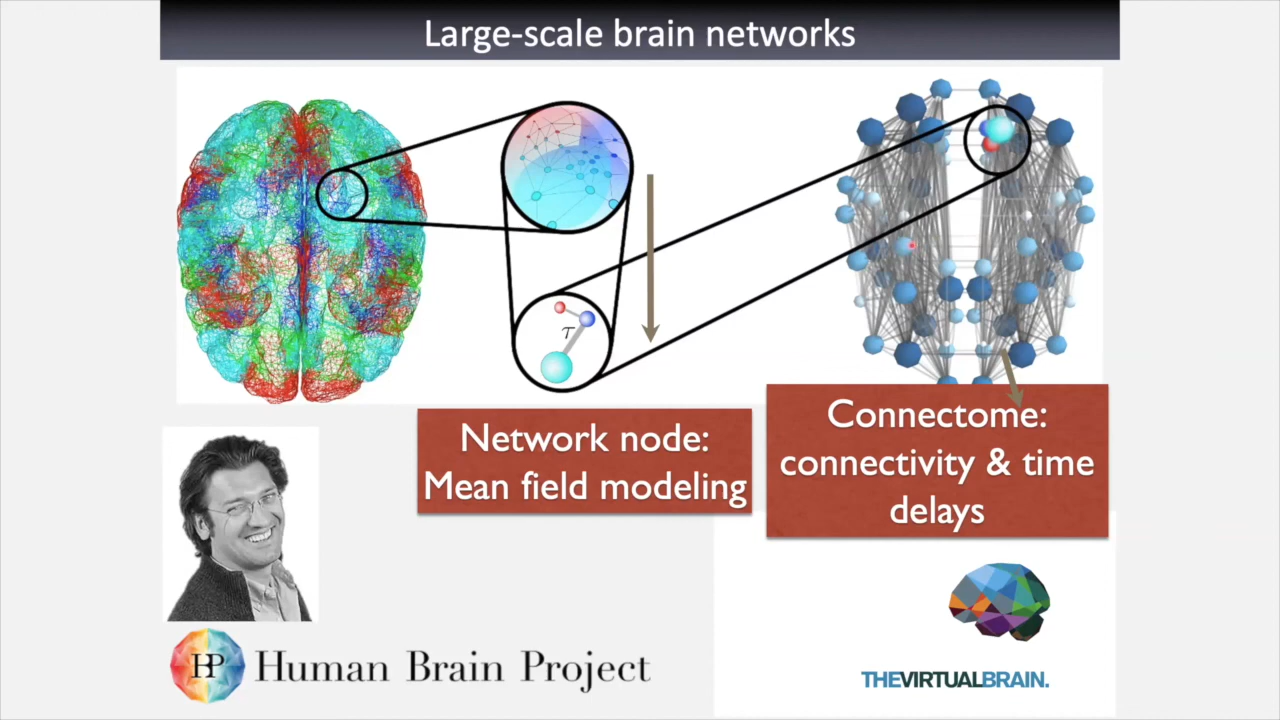 Large-scale brain networks
τ
Network node:
Mean field modeling
Connectome:
connectivity & time
delays
HBP Human Brain Project
THEVIRTUALBRAIN.